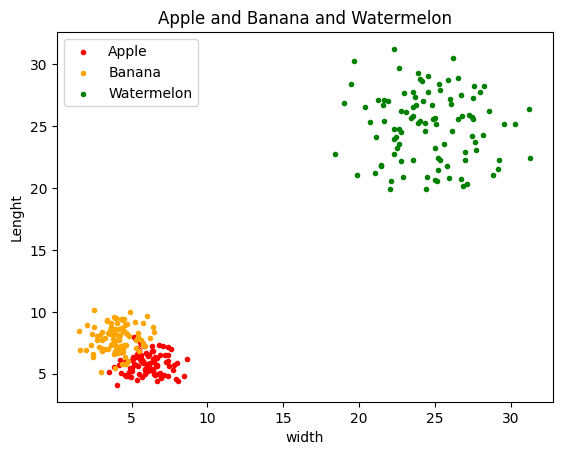 Apple and Banana and Watermelon
Apple
Banana
Watermelon
Lenght
30
25
20
15
10
5
5 10 15 20 25 30
width